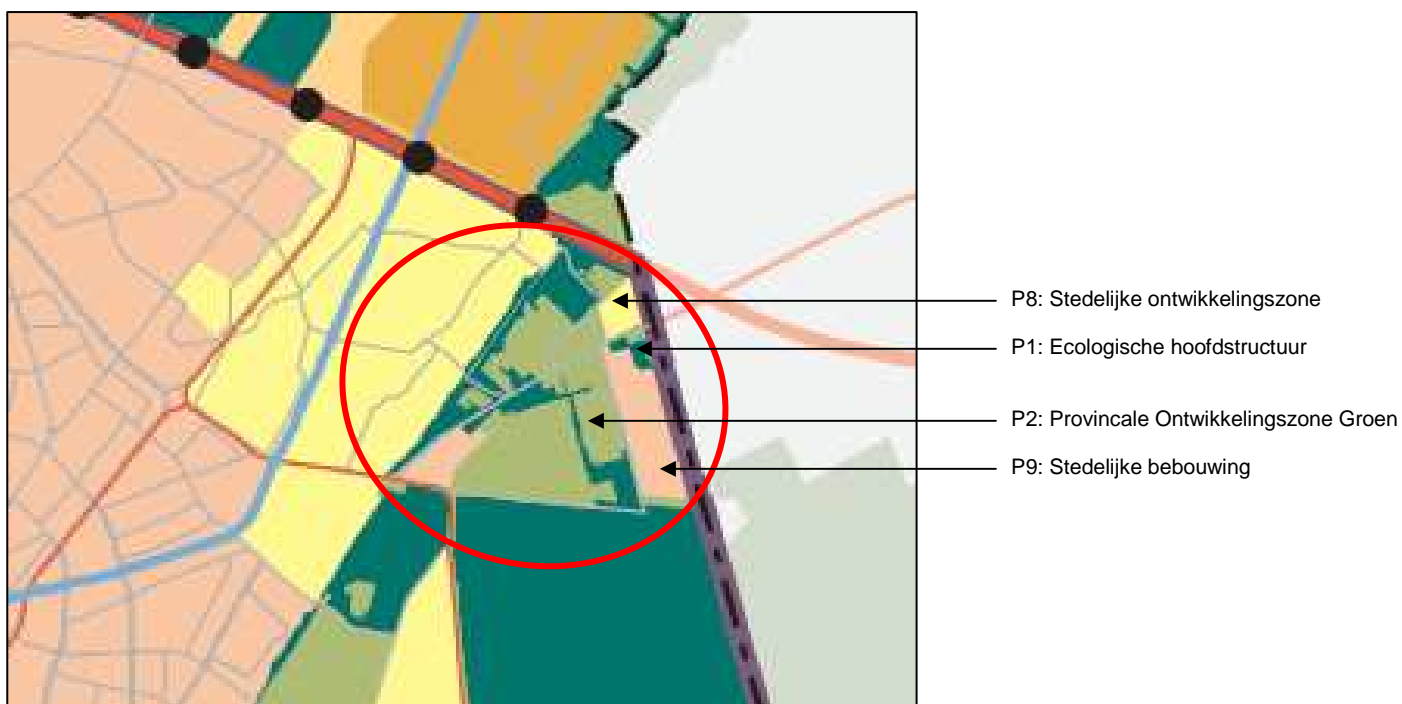 P8: Stedelijke ontwikkelingszone
P1: Ecologische hoofdstructuur
P2: Provincale Ontwikkelingszone Groen
P9: Stedelijke bebouwing